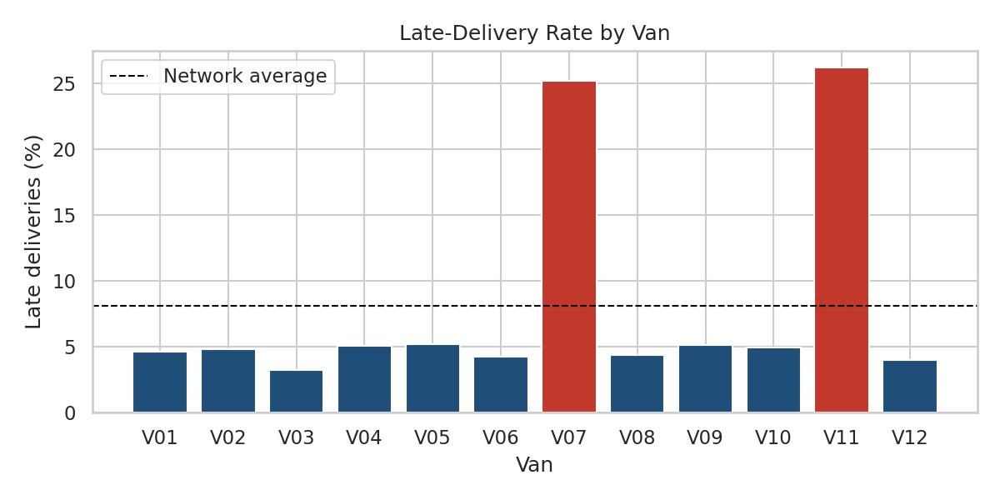 Late-Delivery Rate by Van
Network average
Late deliveries (%)
25
20
15
10
5
0
V01 V02 V03 V04 V05 V06 V07 V08 V09 V10 V11 V12
Van